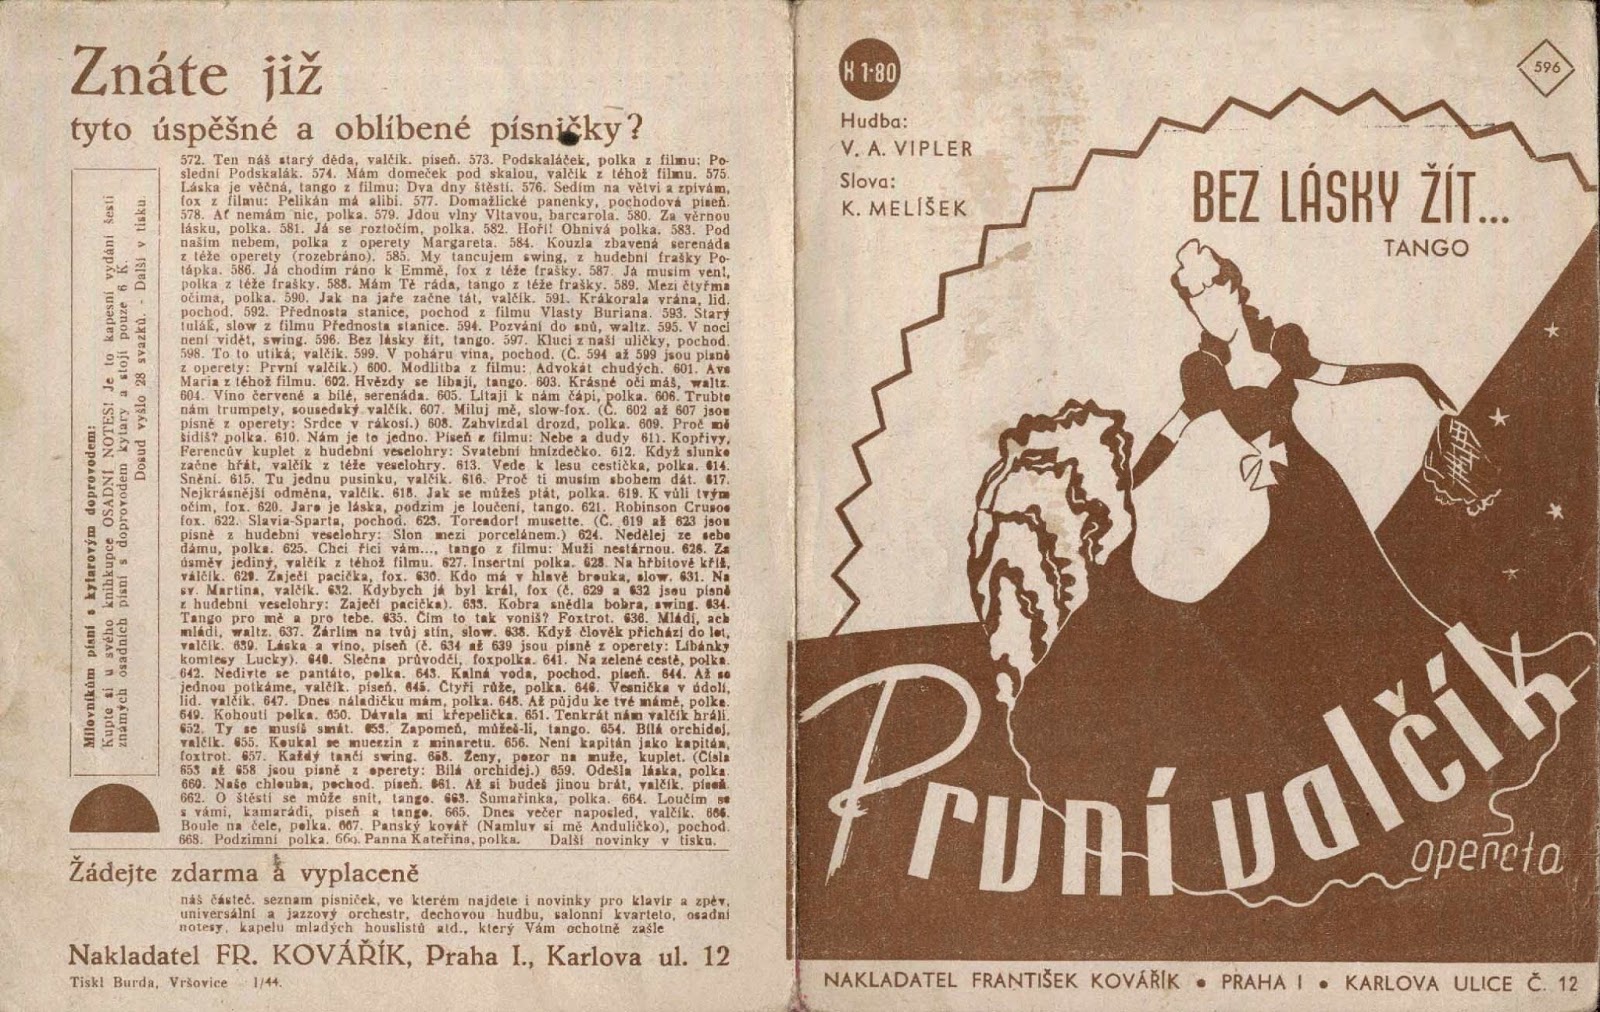 Znáte již
tyto úspěšné a oblíbené písničky?
572. Ten náš starý děda, valčík. píseň. 573. Podskaláček, polka z filmu: Po-
slední Podskalák. 574. Mám domeček pod skalou, valčík z téhož filmu. 575.
Láska je věčná, tango z filmu: Dva dny štěstí. 576. Sedím na větvi a zpívám,
fox z filmu: Pelikán má alibi. 577. Domažlické panenky, pochodová píseň.
578. Ať nemám nic, polka. 579. Jdou vlny Vltavou, barcarola. 580. Za věrnou
lásku, polka. 581. Já se roztočím, polka. 582. Hoří! Ohnivá polka. 583. Pod
naším nebem, polka z operety Margareta. 584. Kouzla zbavená serenáda
z téže operety (rozebráno). 585. My tancujem swing, z hudební frašky Po-
tápka. 586. Já chodím ráno k Emmě, fox z téže frašky. 587. Já musím vent,
polka z téže frašky. 588. Mám Tě ráda, tango z téže frašky. 589. Mezi čtyřma
očima, polka. 590. Jak na jaře začne tát, valčík. 591. Krákorala vrána, lid.
pochod. 592. Přednosta stanice, pochod z filmu Vlasty Buriana. 593. Starý
tulák, slow z filmu Přednosta stanice. 594. Pozvání do snů, waltz. 595. V noci
není vidět, swing. 596. Bez lásky žít, tango. 597. Kluci z naší uličky, pochod.
598. To to utíká, valčík. 599. V poháru vína, pochod. (Č. 594 až 599 jsou písně
z operety: První valčík.) 600. Modlitba z filmu: Advokát chudých. 601. Ave
Maria z téhož filmu. 602. Hvězdy se líbají, tango. 603. Krásné oči máš, waltz.
604. Víno červené a bílé, serenáda. 605. Lítají k nám čápi, polka. 606. Trubte
nám trumpety, sousedský valčík. 607. Miluj mě, slow-fox. (Č. 602 až 607 jsou
písně z operety: Srdce v rákosí.) 608. Zahvízdal drozd, polka. 609. Proč mě
šidíš? polka. 610. Nám je to jedno. Píseň z filmu: Nebe a dudy 611. Kopřivy,
Ferencův kuplet z hudební veselohry: Svatební hnízdečko. 612. Když slunko
začne hřát, valčík z téže veselohry. 613. Vede k lesu cestička, polka. 614.
Snění. 615. Tu jednu pusinku, valčík. 616. Proč ti musím sbohem dát. 617.
Nejkrásnější odměna, valčík. 618. Jak se můžeš ptát, polka. 619. K vůli tvým
očím, fox. 620. Jaro je láska, podzim je loučení, tango. 621. Robinson Crusoe
fox. 622. Slavia-Sparta, pochod. 623. Toreador! musette. (Č. 619 až 623 jsou
písně z hudební veselohry: Slon mezi porcelánem.) 624. Nedělej ze sebe
dámu, polka. 625. Chci říci vám..., tango z filmu: Muži nestárnou. 626. Za
úsměv jediný, valčík z téhož filmu. 627. Insertní polka. 628. Na hřbitově kříž,
valčík. 629. Zaječí pacička, fox. 630. Kdo má v hlavě brouka, slow. 631. Na
sv. Martina, valčík. 632. Kdybych já byl král, fox (č. 629 a 632 jsou písně
z hudební veselohry: Zaječí pacička). 633. Kobra snědla bobra, swing. 634.
Tango pro mě a pro tebe. 635. Čím to tak voníš? Foxtrot. 636. Mládí, ach
mládí, waltz. 637. Žárlím na tvůj stín, slow. 638. Když člověk přichází do let,
valčík. 639. Láska a víno, píseň (č. 634 až 639 jsou písně z operety: Líbánky
komtesy Lucky). 640. Slečna průvodčí, foxpolka. 641. Na zelené cestě, polka.
642. Nedivte se pantáto, polka. 643. Kalná voda, pochod. píseň. 644. Až se
jednou potkáme, valčík. píseň. 645. Čtyři růže, polka. 646. Vesnička v údolí,
lid. valčík. 647. Dnes náladičku mám, polka. 648. Až půjdu ke tvé mámě, polka.
649. Kohoutí polka. 650. Dávala mi křepelička. 651. Tenkrát nám valčík hráli.
652. Ty se musíš smát. 653. Zapomeň, můžeš-li, tango. 654. Bílá orchidej,
valčík. 655. Koukal se muezzin z minaretu. 656. Není kapitán jako kapitán,
foxtrot. 657. Každý tančí swing. 658. Ženy, pozor na muže, kuplet. (Čísla
653 až 658 jsou písně z operety: Bílá orchidej.) 659. Odešla láska, polka.
660. Naše chlouba, pochod. píseň. 661. Až si budeš jinou brát, valčík. píseň.
662. O štěstí se může snít, tango. 663. Šumařinka, polka. 664. Loučím se
s vámi, kamarádi, píseň a tango. 665. Dnes večer naposled, valčík. 666.
Boule na čele, polka. 667. Panský kovář (Namluv si mě Anduličko), pochod.
668. Podzimní polka. 669. Panna Kateřina, polka. Další novinky v tisku.
Milovníkům písní s kytarovým doprovodem:
Kupte si u svého knihkupce OSADNÍ NOTES! Je to kapesní vydání šesti
známých osadních písní s doprovodem kytary a stojí pouze 6 K.
Dosud vyšlo 28 svazků. - Další v tisku.
Žádejte zdarma a vyplaceně
náš částeč. seznam písniček, ve kterém najdete i novinky pro klavír a zpěv,
universální a jazzový orchestr, dechovou hudbu, salonní kvarteto, osadní
notesy, kapelu mladých houslistů atd., který Vám ochotně zašle
Nakladatel FR. KOVÁŘÍK, Praha I., Karlova ul. 12
Tiskl Burda, Vršovice 1/44.
K 1·80
596
Hudba:
V. A. VIPLER
Slova:
K. MELÍŠEK
BEZ LÁSKY ŽÍT...
TANGO
První valčík
opereta
NAKLADATEL FRANTIŠEK KOVÁŘÍK • PRAHA I • KARLOVA ULICE Č. 12